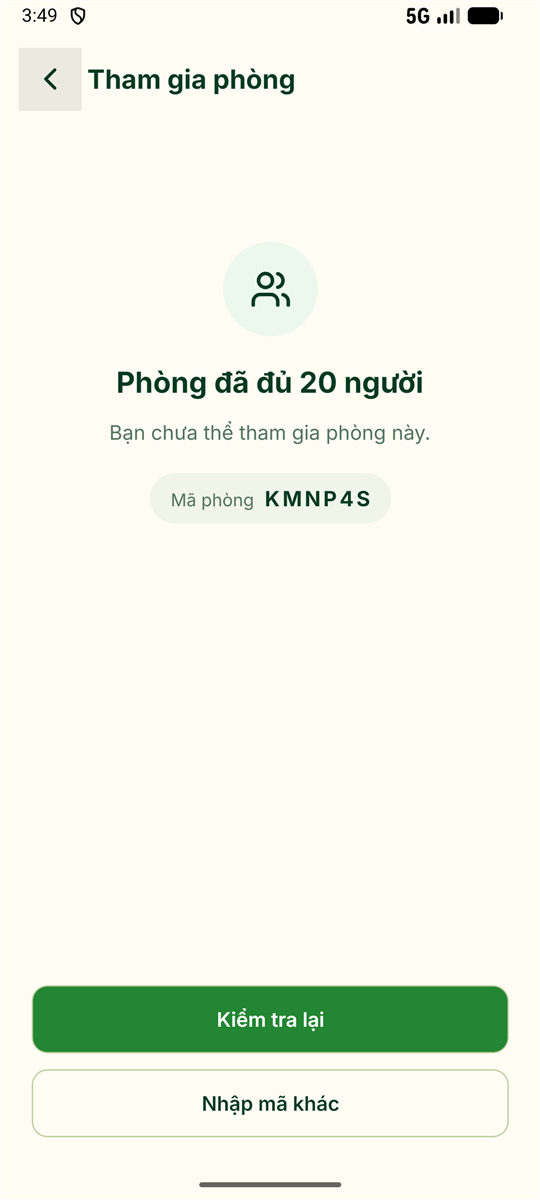 3:49 5G
Tham gia phòng
Phòng đã đủ 20 người
Bạn chưa thể tham gia phòng này.
Mã phòng KMNP4S
Kiểm tra lại
Nhập mã khác